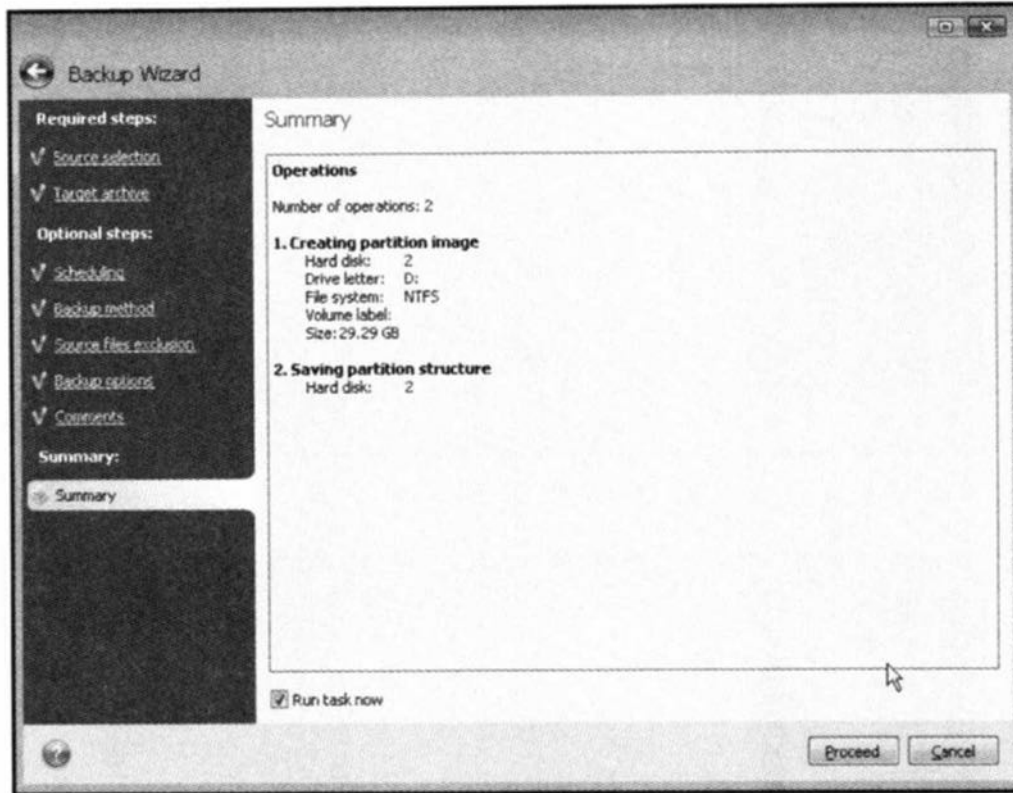 Backup Wizard
Required steps:
Source selection
Target archive
Optional steps:
Scheduling
Backup method
Source files exclusion
Backup options
Comments
Summary:
Summary
Summary
Operations
Number of operations: 2
1. Creating partition image
Hard disk: 2
Drive letter: D:
File system: NTFS
Volume label:
Size: 29.29 GB
2. Saving partition structure
Hard disk: 2
Run task now
Proceed
Cancel